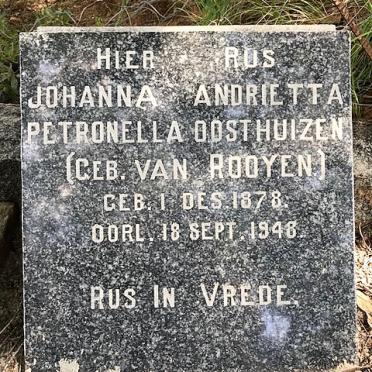 HIER RUS
JOHANNA ANDRIETTA
PETRONELLA OOSTHUIZEN
(GEB. VAN ROOYEN)
GEB. 1 DES. 1878.
OORL. 18 SEPT. 1948.
RUS IN VREDE.